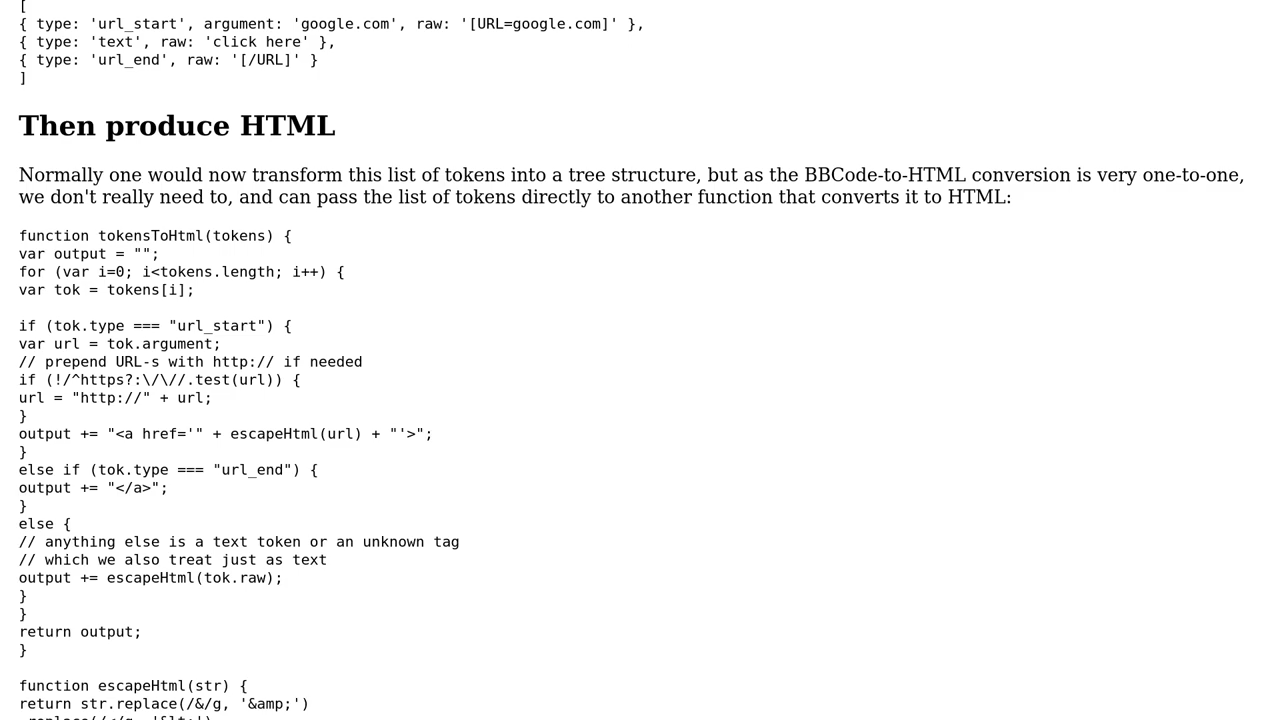 [
{ type: 'url_start', argument: 'google.com', raw: '[URL=google.com]' },
{ type: 'text', raw: 'click here' },
{ type: 'url_end', raw: '[/URL]' }
]
Then produce HTML
Normally one would now transform this list of tokens into a tree structure, but as the BBCode-to-HTML conversion is very one-to-one,
we don't really need to, and can pass the list of tokens directly to another function that converts it to HTML:
function tokensToHtml(tokens) {
var output = "";
for (var i=0; i<tokens.length; i++) {
var tok = tokens[i];
if (tok.type === "url_start") {
var url = tok.argument;
// prepend URL-s with http:// if needed
if (!/^https?:\/\//.test(url)) {
url = "http://" + url;
}
output += "<a href='" + escapeHtml(url) + "'>";
}
else if (tok.type === "url_end") {
output += "</a>";
}
else {
// anything else is a text token or an unknown tag
// which we also treat just as text
output += escapeHtml(tok.raw);
}
}
return output;
}
function escapeHtml(str) {
return str.replace(/&/g, '&amp;')
.replace(/</g, '&lt;')